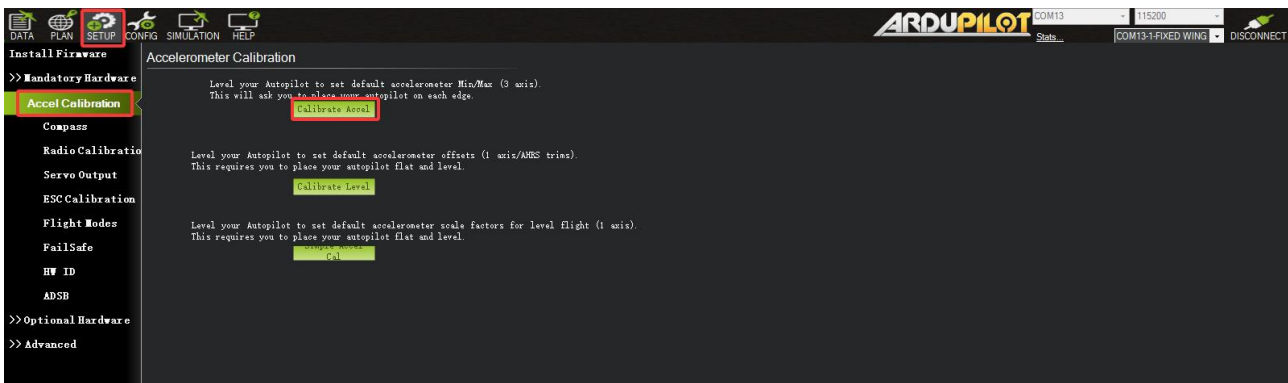 DATA PLAN SETUP CONFIG SIMULATION HELP
ARDUPILOT
COM13 115200
Stats... COM13-1-FIXED WING DISCONNECT
Install Firmware
Accelerometer Calibration
>> Mandatory Hardware
Level your Autopilot to set default accelerometer Min/Max (3 axis).
This will ask you to place your autopilot on each edge.
Accel Calibration
Calibrate Accel
Compass
Radio Calibratio
Level your Autopilot to set default accelerometer offsets (1 axis/AHRS trims).
This requires you to place your autopilot flat and level.
Servo Output
Calibrate Level
ESC Calibration
Flight Modes
Level your Autopilot to set default accelerometer scale factors for level flight (1 axis).
This requires you to place your autopilot flat and level.
FailSafe
Simple Accel
Cal
HW ID
ADSB
>> Optional Hardware
>> Advanced